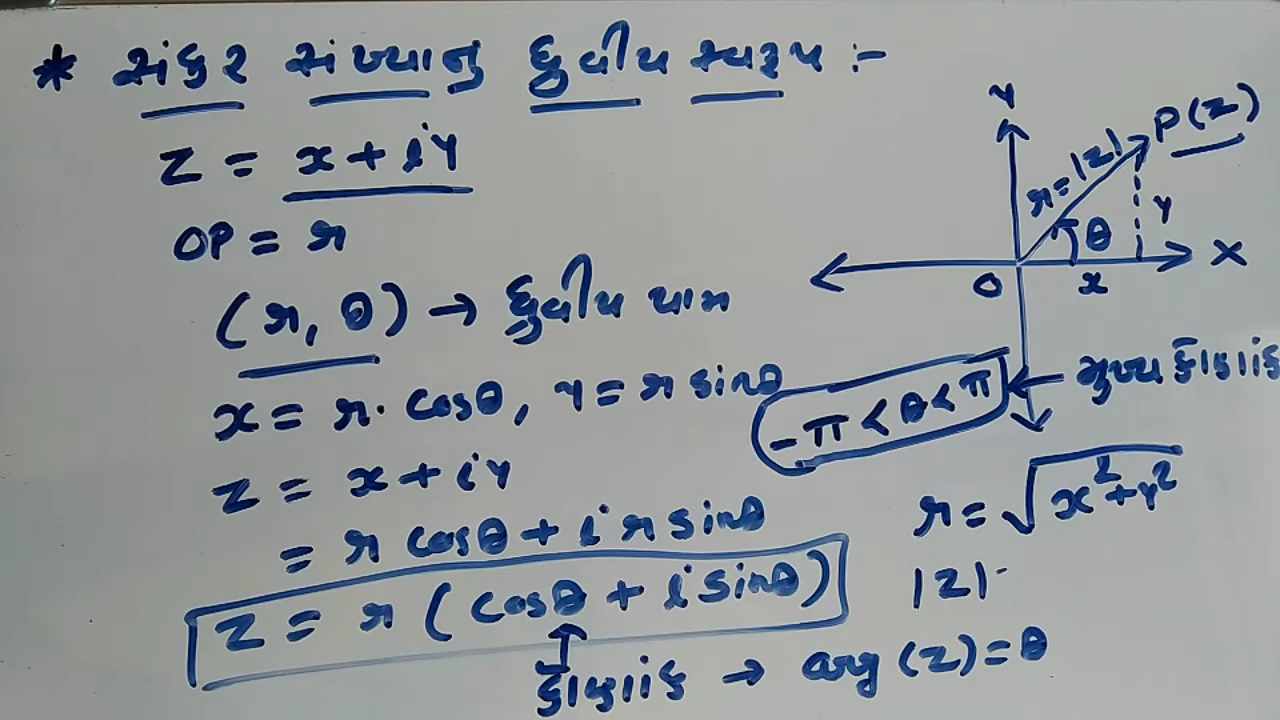 * સંકર સંખ્યાનુ ધ્રુવીય સ્વરૂપ :-
z = x + iy
OP = r
(r, θ) → ધ્રુવીય યામ
x = r. cosθ, y = r sinθ
z = x + iy
= r cosθ + i r sinθ
z = r (cosθ + i sinθ)
કોણાંક → arg (z) = θ
Y
P(z)
r = |z|
θ
y
X
O
x
-π < θ < π ← મુખ્ય કોણાંક
r = √x²+y²
|z|